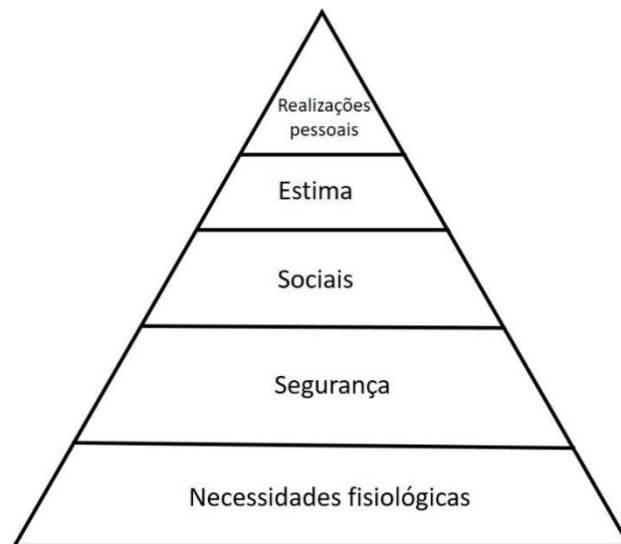 Realizações
pessoais
Estima
Sociais
Segurança
Necessidades fisiológicas